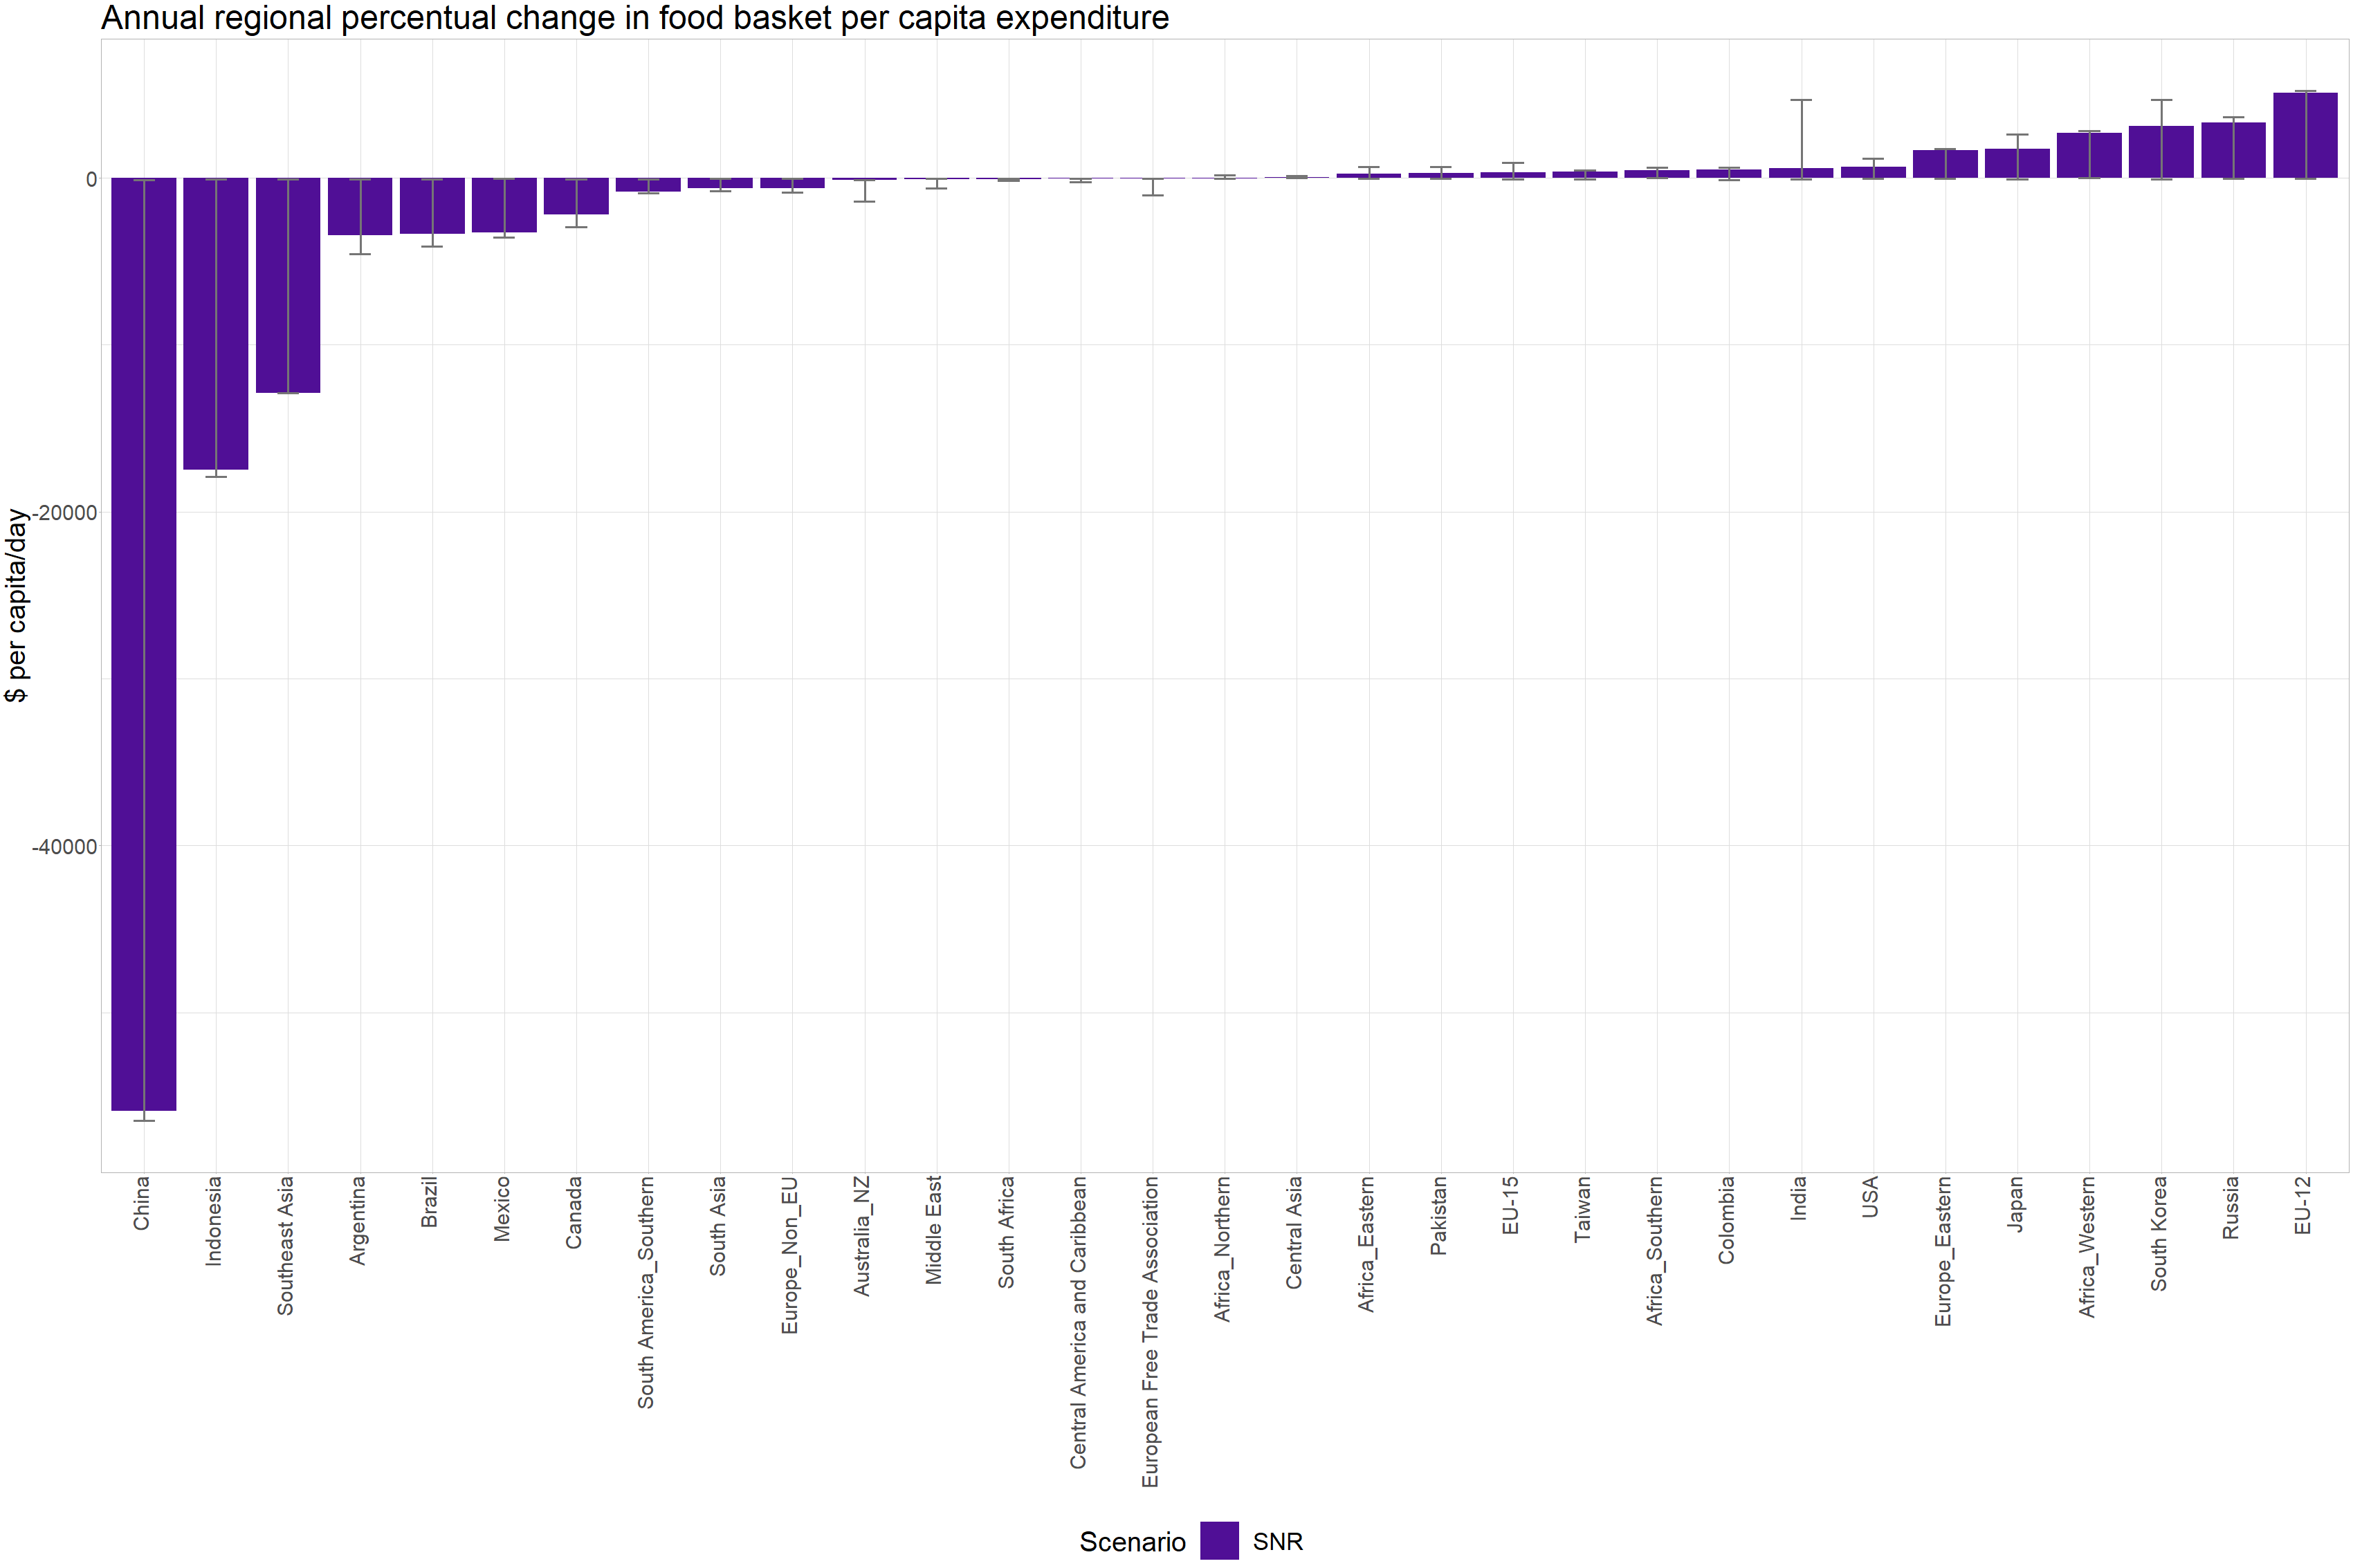 Annual regional percentual change in food basket per capita expenditure
$ per capita/day
0
-20000
-40000
China
Indonesia
Southeast Asia
Argentina
Brazil
Mexico
Canada
South America_Southern
South Asia
Europe_Non_EU
Australia_NZ
Middle East
South Africa
Central America and Caribbean
European Free Trade Association
Africa_Northern
Central Asia
Africa_Eastern
Pakistan
EU-15
Taiwan
Africa_Southern
Colombia
India
USA
Europe_Eastern
Japan
Africa_Western
South Korea
Russia
EU-12
Scenario SNR